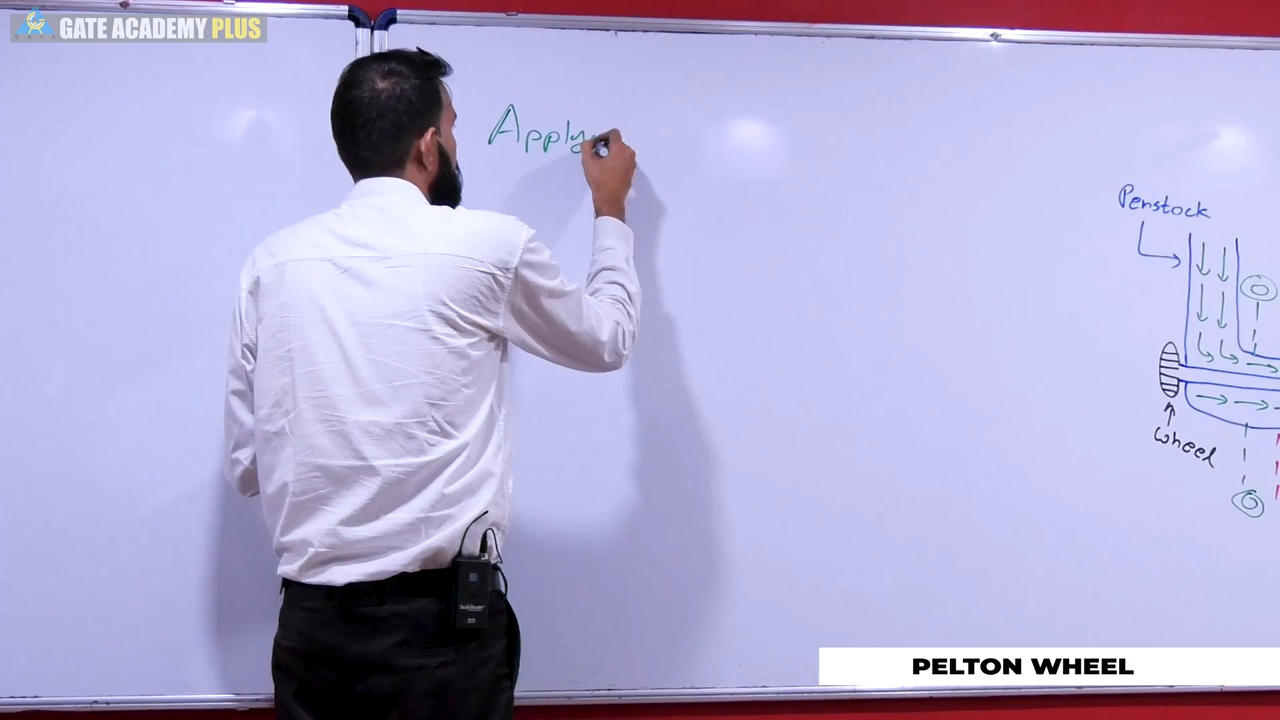 GATE ACADEMY PLUS
Apply
Penstock
wheel
PELTON WHEEL